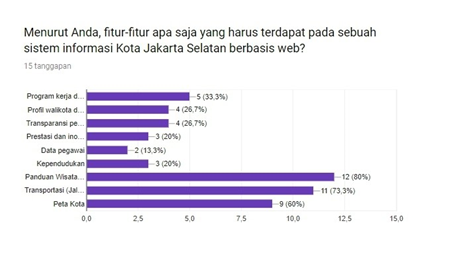 Menurut Anda, fitur-fitur apa saja yang harus terdapat pada sebuah
sistem informasi Kota Jakarta Selatan berbasis web?
15 tanggapan
Program kerja d… 5 (33,3%)
Profil walikota d… 4 (26,7%)
Transparansi pe… 4 (26,7%)
Prestasi dan ino… 3 (20%)
Data pegawai 2 (13,3%)
Kependudukan 3 (20%)
Panduan Wisata… 12 (80%)
Transportasi (Jal… 11 (73,3%)
Peta Kota 9 (60%)
0,0 2,5 5,0 7,5 10,0 12,5 15,0